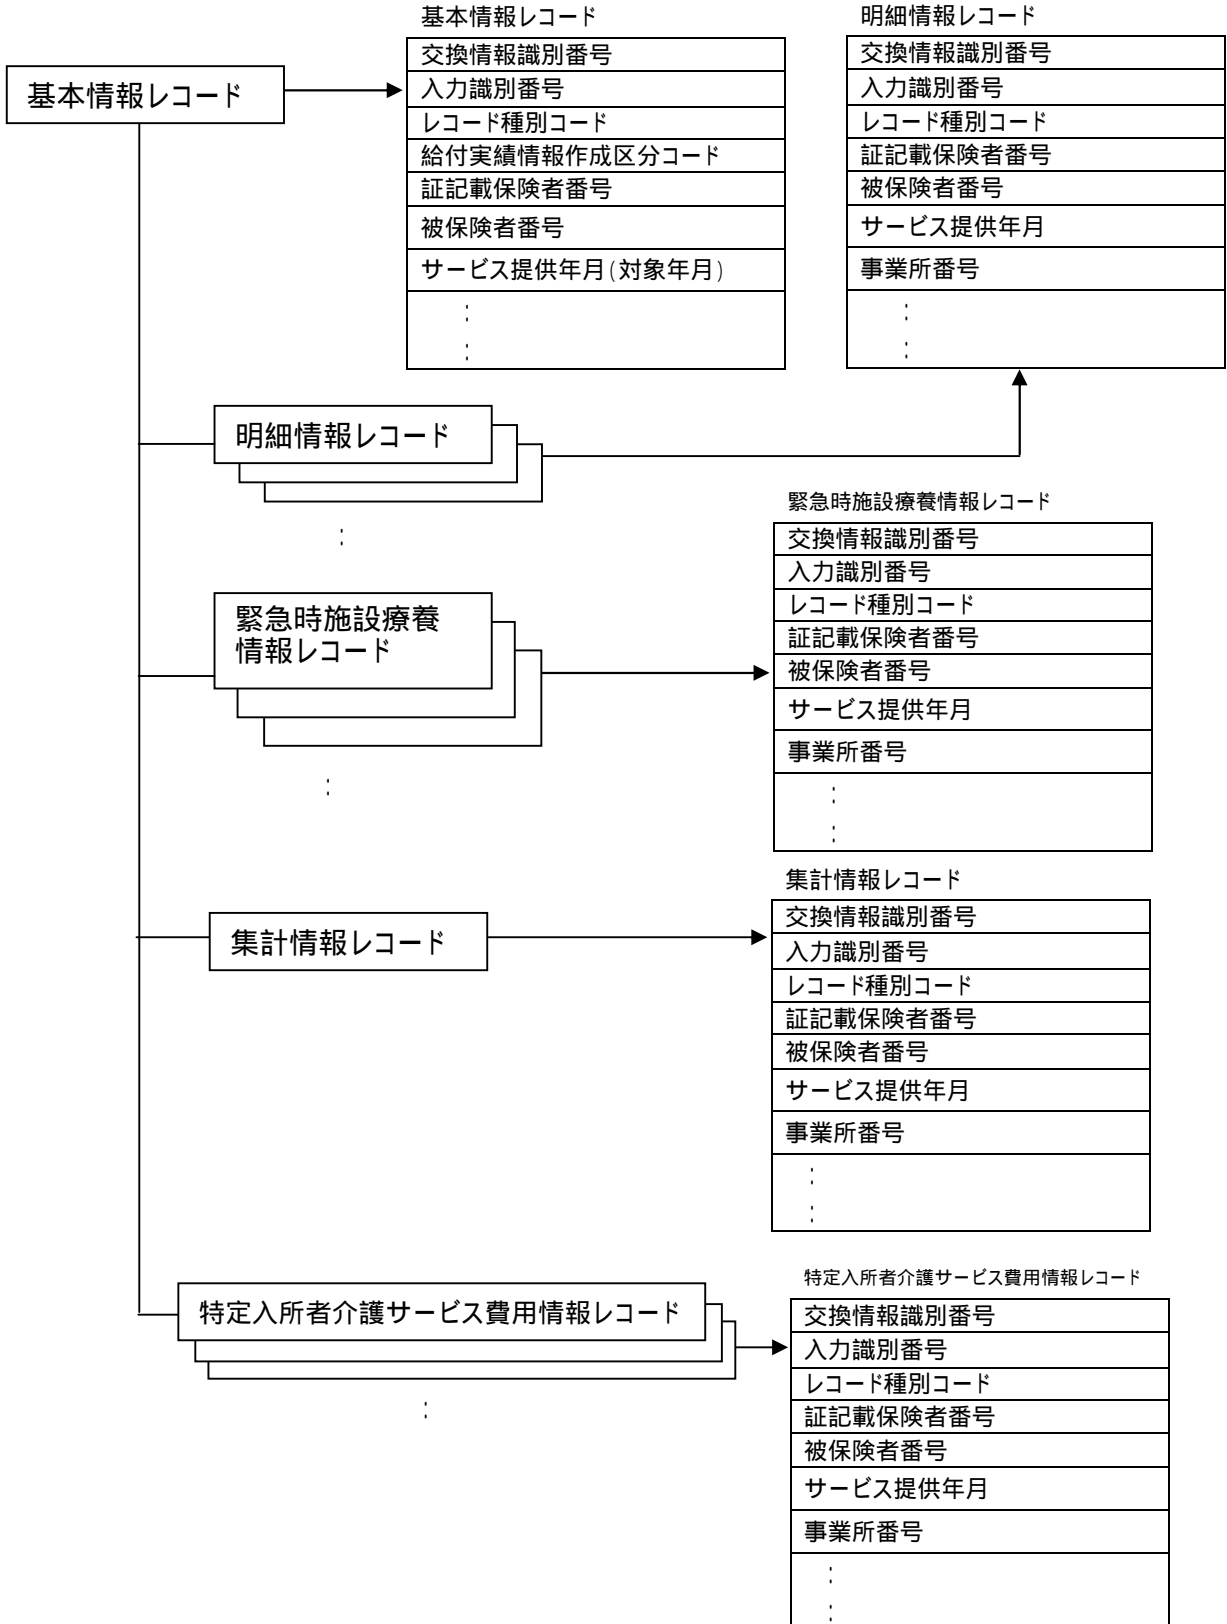 基本情報レコード
基本情報レコード
交換情報識別番号
入力識別番号
レコード種別コード
給付実績情報作成区分コード
証記載保険者番号
被保険者番号
サービス提供年月(対象年月)
:
:
明細情報レコード
交換情報識別番号
入力識別番号
レコード種別コード
証記載保険者番号
被保険者番号
サービス提供年月
事業所番号
:
:
明細情報レコード
:
緊急時施設療養
情報レコード
:
緊急時施設療養情報レコード
交換情報識別番号
入力識別番号
レコード種別コード
証記載保険者番号
被保険者番号
サービス提供年月
事業所番号
:
:
集計情報レコード
集計情報レコード
交換情報識別番号
入力識別番号
レコード種別コード
証記載保険者番号
被保険者番号
サービス提供年月
事業所番号
:
:
特定入所者介護サービス費用情報レコード
:
特定入所者介護サービス費用情報レコード
交換情報識別番号
入力識別番号
レコード種別コード
証記載保険者番号
被保険者番号
サービス提供年月
事業所番号
:
: